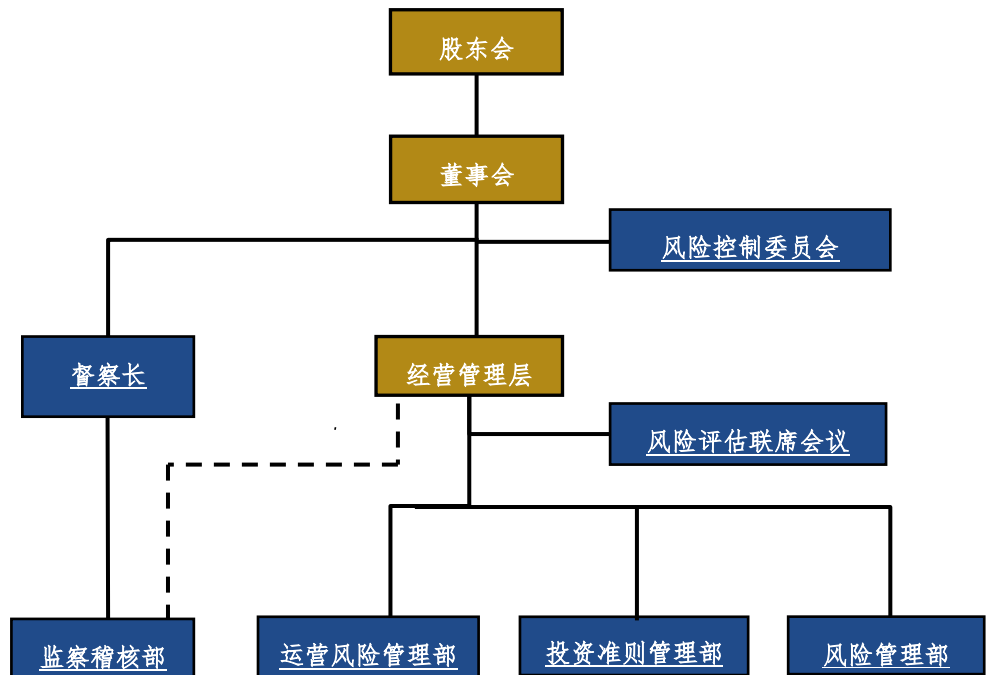 股东会
董事会
风险控制委员会
督察长
经营管理层
风险评估联席会议
监察稽核部
运营风险管理部
投资准则管理部
风险管理部